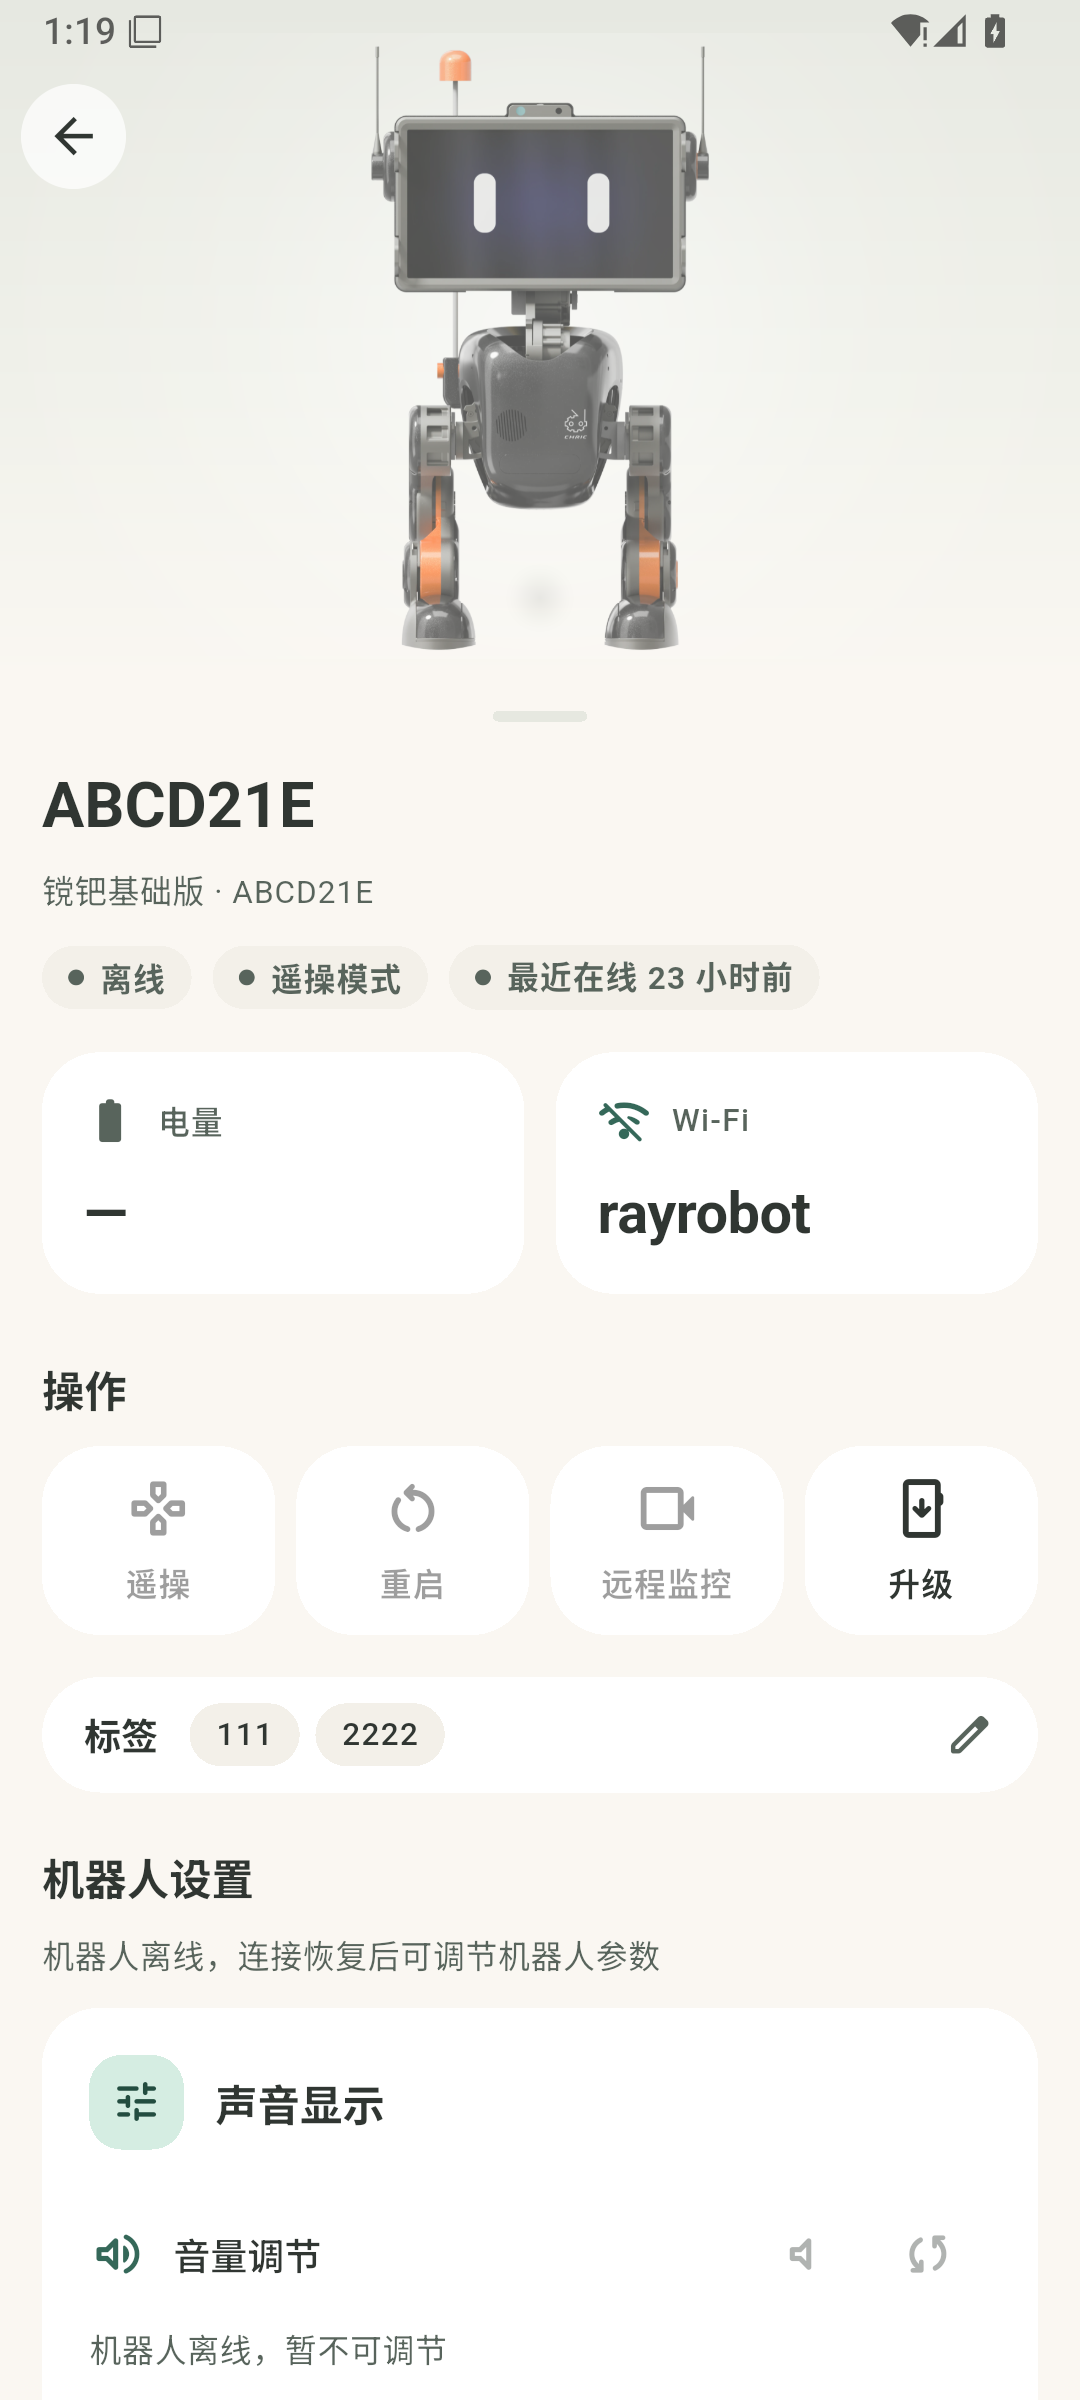 1:19
ABCD21E
镋钯基础版 · ABCD21E
离线
遥操模式
最近在线 23 小时前
电量
Wi-Fi
—
rayrobot
操作
遥操
重启
远程监控
升级
标签
111
2222
机器人设置
机器人离线，连接恢复后可调节机器人参数
声音显示
音量调节
机器人离线，暂不可调节